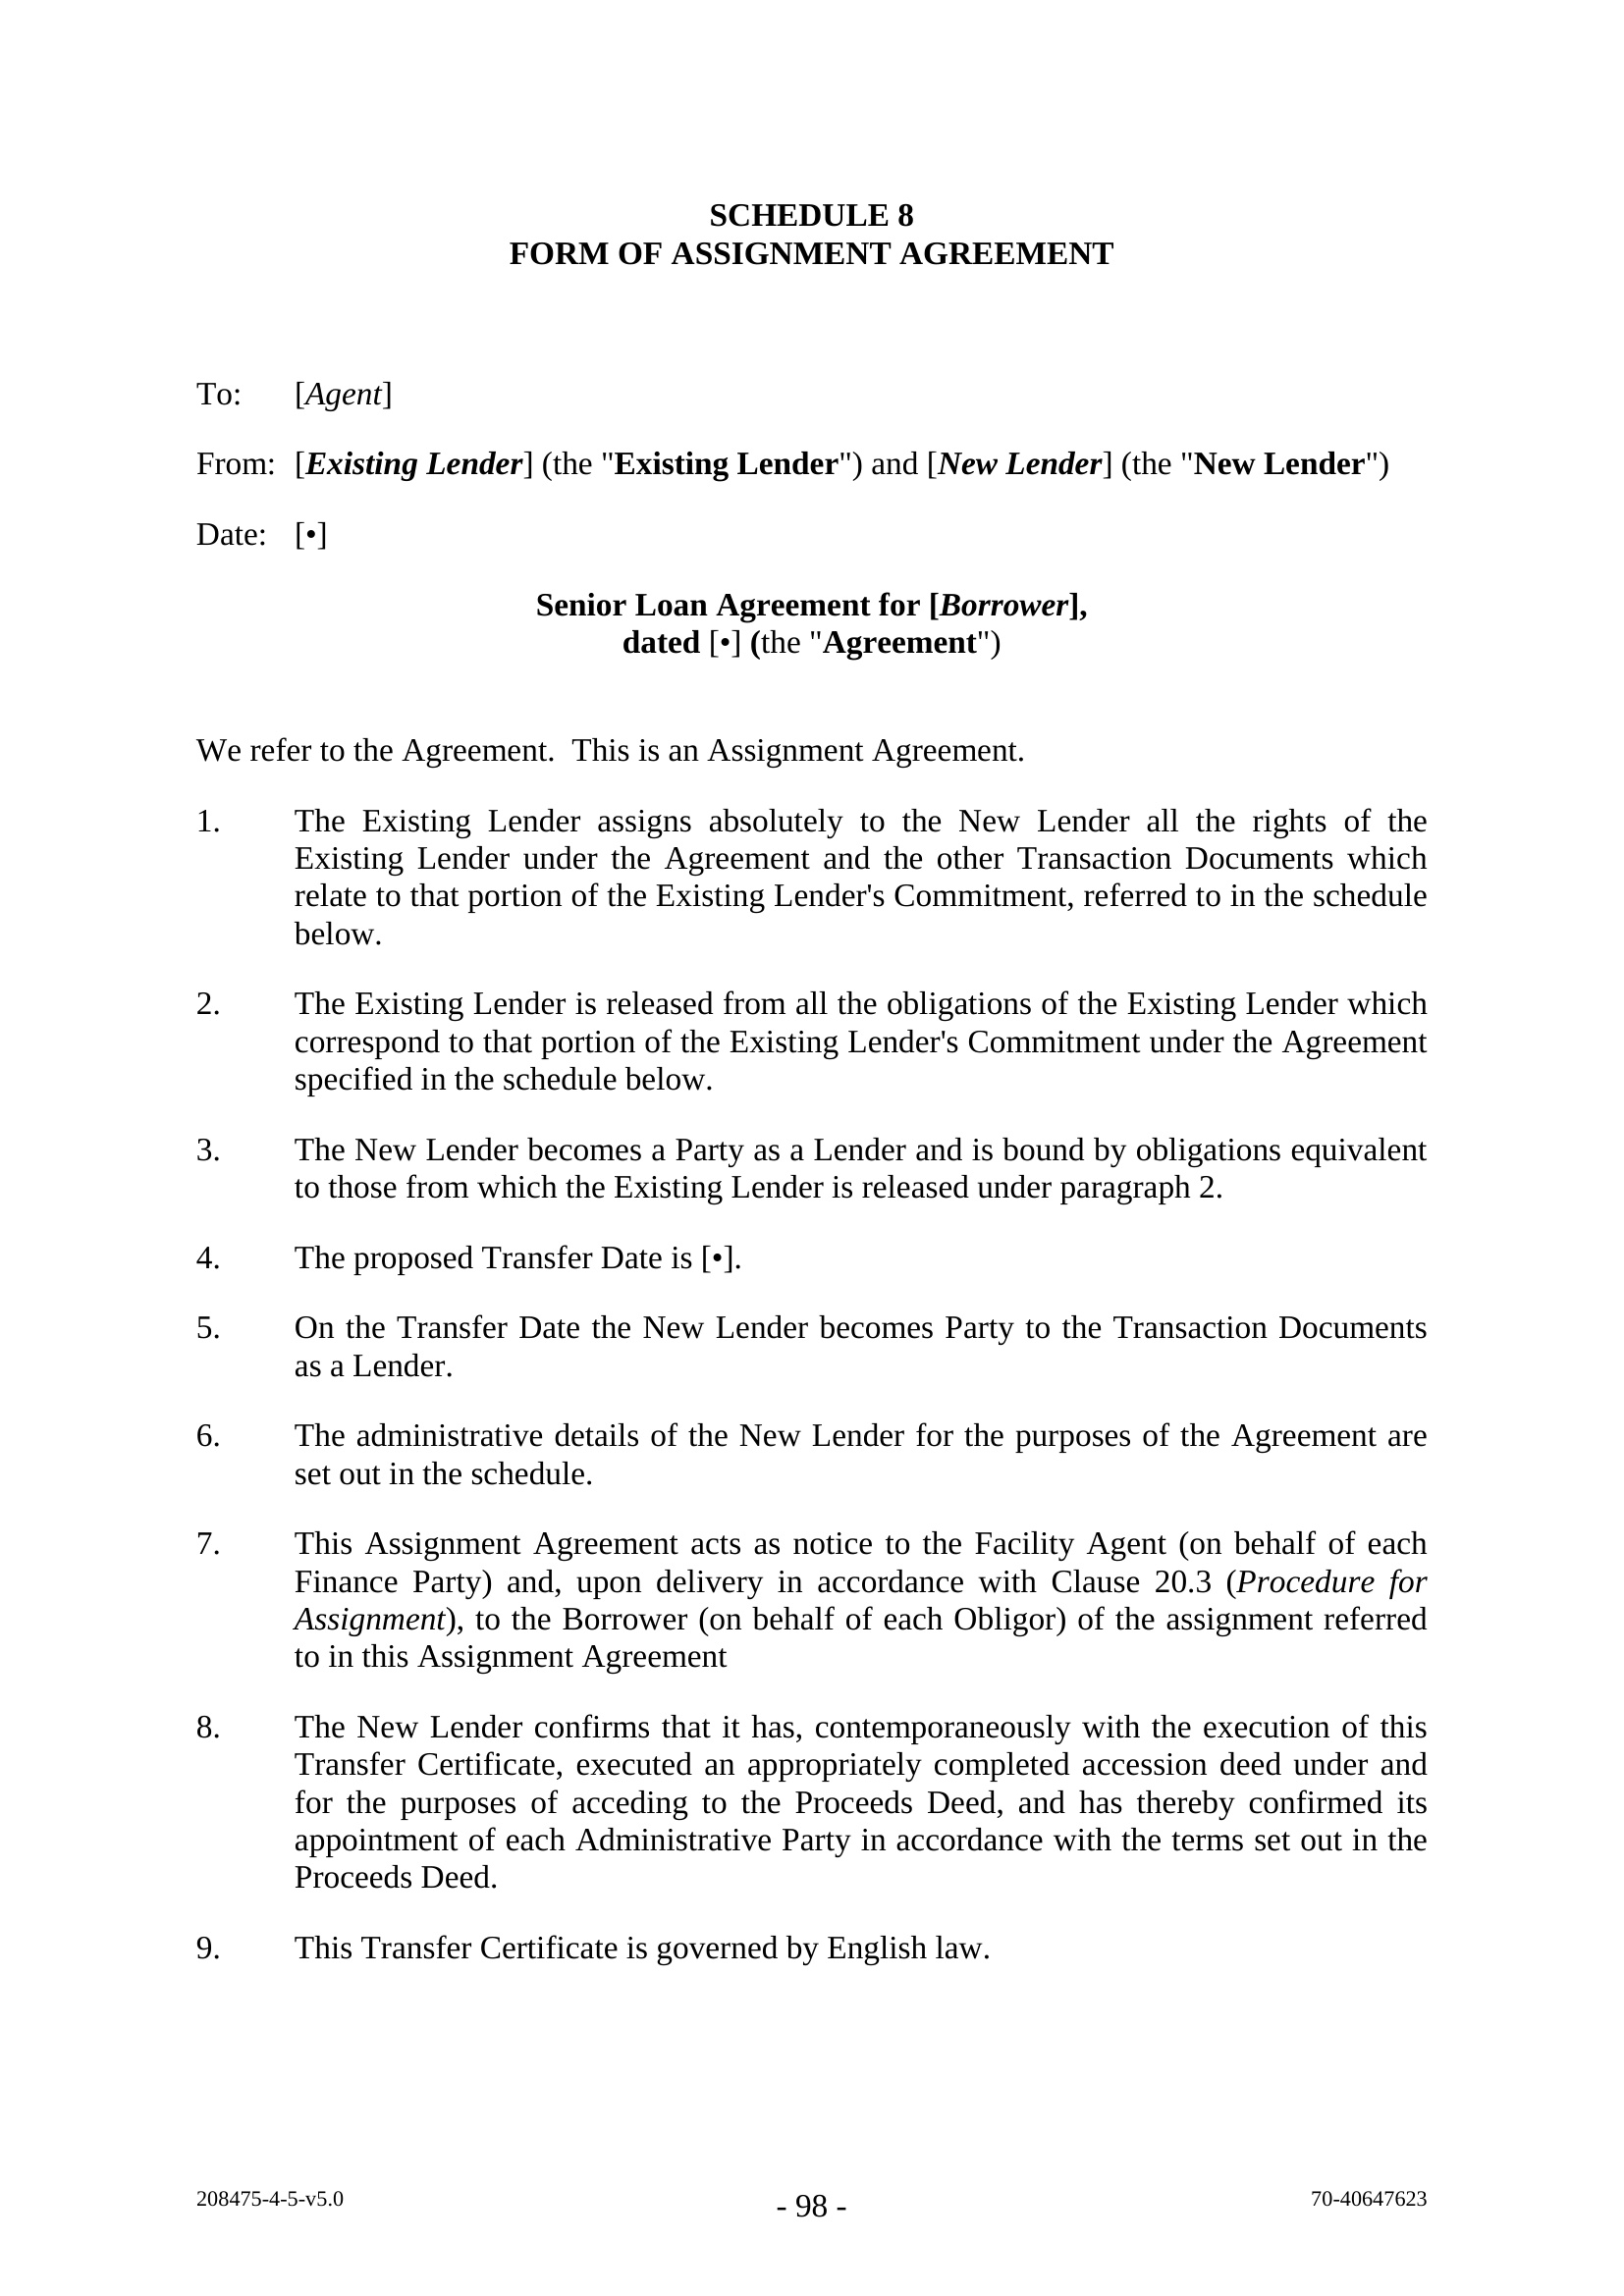 SCHEDULE 8
FORM OF ASSIGNMENT AGREEMENT
To: [Agent]
From: [Existing Lender] (the "Existing Lender") and [New Lender] (the "New Lender")
Date: [•]
Senior Loan Agreement for [Borrower],
dated [•] (the "Agreement")
We refer to the Agreement.  This is an Assignment Agreement.
1. The Existing Lender assigns absolutely to the New Lender all the rights of the
Existing Lender under the Agreement and the other Transaction Documents which
relate to that portion of the Existing Lender's Commitment, referred to in the schedule
below.
2. The Existing Lender is released from all the obligations of the Existing Lender which
correspond to that portion of the Existing Lender's Commitment under the Agreement
specified in the schedule below.
3. The New Lender becomes a Party as a Lender and is bound by obligations equivalent
to those from which the Existing Lender is released under paragraph 2.
4. The proposed Transfer Date is [•].
5. On the Transfer Date the New Lender becomes Party to the Transaction Documents
as a Lender.
6. The administrative details of the New Lender for the purposes of the Agreement are
set out in the schedule.
7. This Assignment Agreement acts as notice to the Facility Agent (on behalf of each
Finance Party) and, upon delivery in accordance with Clause 20.3 (Procedure for
Assignment), to the Borrower (on behalf of each Obligor) of the assignment referred
to in this Assignment Agreement
8. The New Lender confirms that it has, contemporaneously with the execution of this
Transfer Certificate, executed an appropriately completed accession deed under and
for the purposes of acceding to the Proceeds Deed, and has thereby confirmed its
appointment of each Administrative Party in accordance with the terms set out in the
Proceeds Deed.
9. This Transfer Certificate is governed by English law.
208475-4-5-v5.0 - 98 - 70-40647623